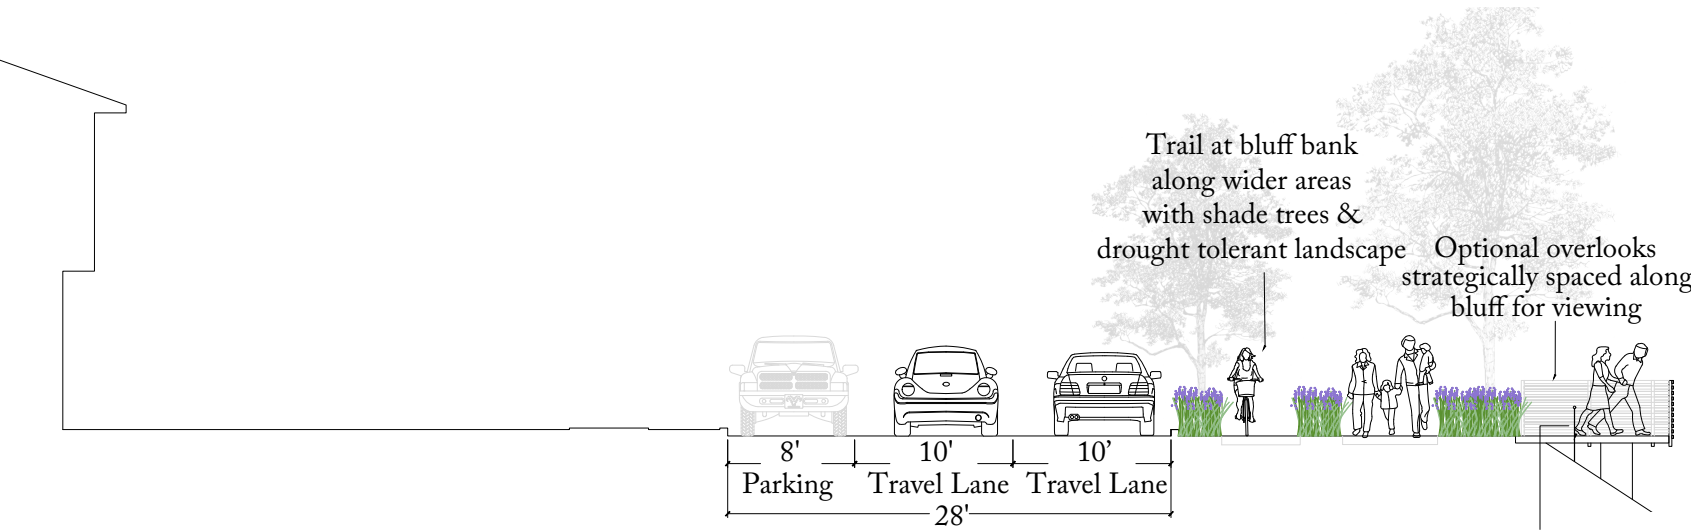 Trail at bluff bank
along wider areas
with shade trees &
drought tolerant landscape
Optional overlooks
strategically spaced along
bluff for viewing
8'
10'
10’
Parking
Travel Lane
Travel Lane
28'